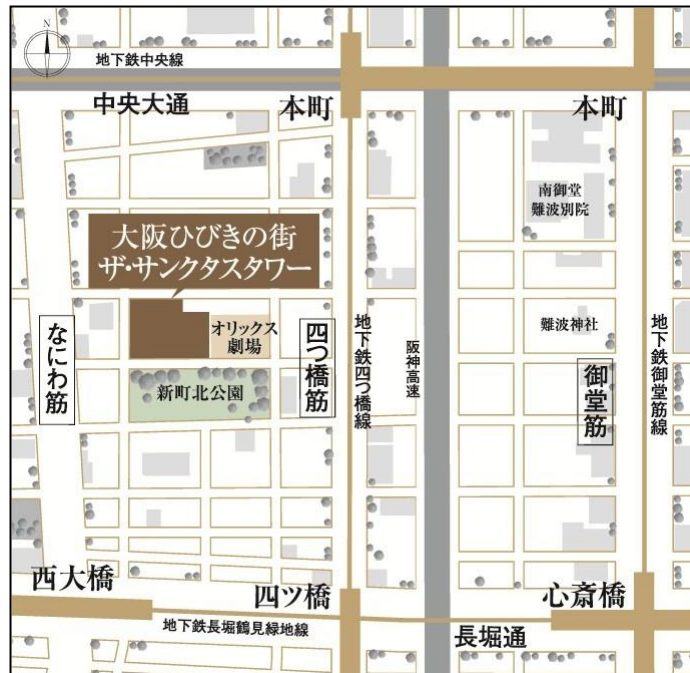 N
地下鉄中央線
中央大通
本町
本町
南御堂
難波別院
大阪ひびきの街
ザ・サンクタスタワー
オリックス
劇場
難波神社
なにわ筋
四つ橋筋
地下鉄四つ橋線
阪神高速
御堂筋
地下鉄御堂筋線
新町北公園
西大橋
四ツ橋
心斎橋
地下鉄長堀鶴見緑地線
長堀通